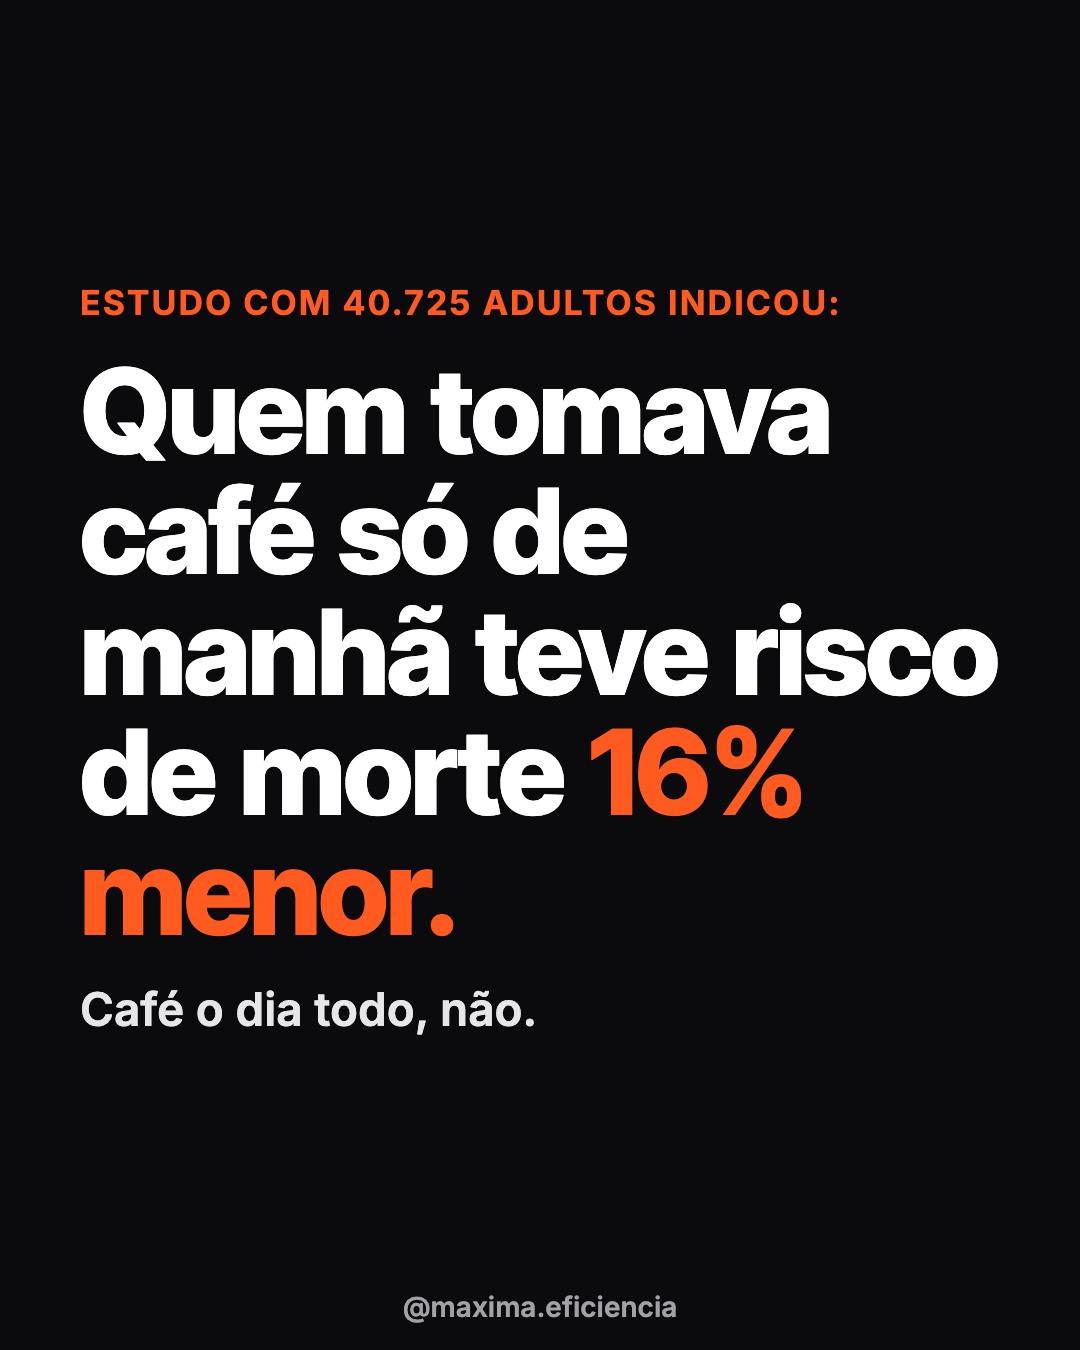 ESTUDO COM 40.725 ADULTOS INDICOU:
Quem tomava
café só de
manhã teve risco
de morte 16%
menor.
Café o dia todo, não.
@maxima.eficiencia